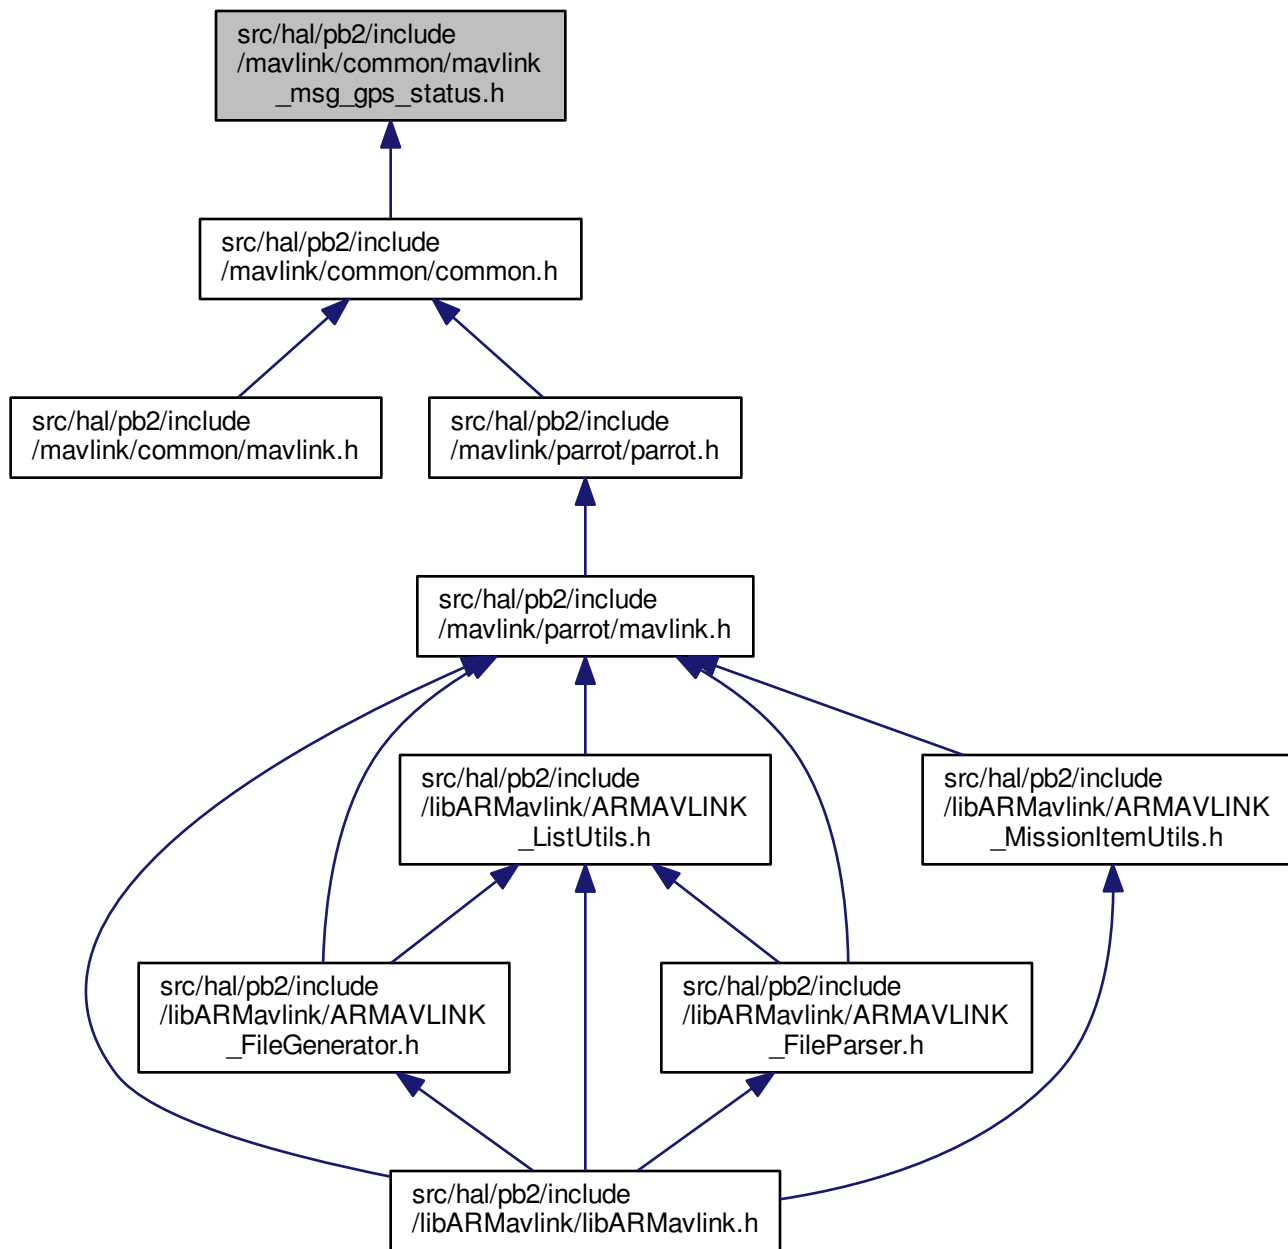 src/hal/pb2/include
/mavlink/common/mavlink
_msg_gps_status.h
src/hal/pb2/include
/mavlink/common/common.h
src/hal/pb2/include
/mavlink/common/mavlink.h
src/hal/pb2/include
/mavlink/parrot/parrot.h
src/hal/pb2/include
/mavlink/parrot/mavlink.h
src/hal/pb2/include
/libARMavlink/ARMAVLINK
_ListUtils.h
src/hal/pb2/include
/libARMavlink/ARMAVLINK
_MissionItemUtils.h
src/hal/pb2/include
/libARMavlink/ARMAVLINK
_FileGenerator.h
src/hal/pb2/include
/libARMavlink/ARMAVLINK
_FileParser.h
src/hal/pb2/include
/libARMavlink/libARMavlink.h